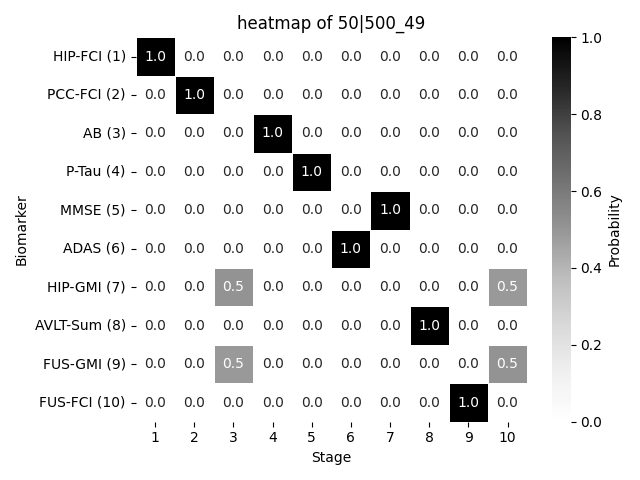 heatmap of 50|500_49
HIP-FCI (1) 1.0 0.0 0.0 0.0 0.0 0.0 0.0 0.0 0.0 0.0
PCC-FCI (2) 0.0 1.0 0.0 0.0 0.0 0.0 0.0 0.0 0.0 0.0
AB (3) 0.0 0.0 0.0 1.0 0.0 0.0 0.0 0.0 0.0 0.0
P-Tau (4) 0.0 0.0 0.0 0.0 1.0 0.0 0.0 0.0 0.0 0.0
MMSE (5) 0.0 0.0 0.0 0.0 0.0 0.0 1.0 0.0 0.0 0.0
ADAS (6) 0.0 0.0 0.0 0.0 0.0 1.0 0.0 0.0 0.0 0.0
HIP-GMI (7) 0.0 0.0 0.5 0.0 0.0 0.0 0.0 0.0 0.0 0.5
AVLT-Sum (8) 0.0 0.0 0.0 0.0 0.0 0.0 0.0 1.0 0.0 0.0
FUS-GMI (9) 0.0 0.0 0.5 0.0 0.0 0.0 0.0 0.0 0.0 0.5
FUS-FCI (10) 0.0 0.0 0.0 0.0 0.0 0.0 0.0 0.0 1.0 0.0
1 2 3 4 5 6 7 8 9 10
Stage
Biomarker
1.0
0.8
0.6
0.4
0.2
0.0
Probability